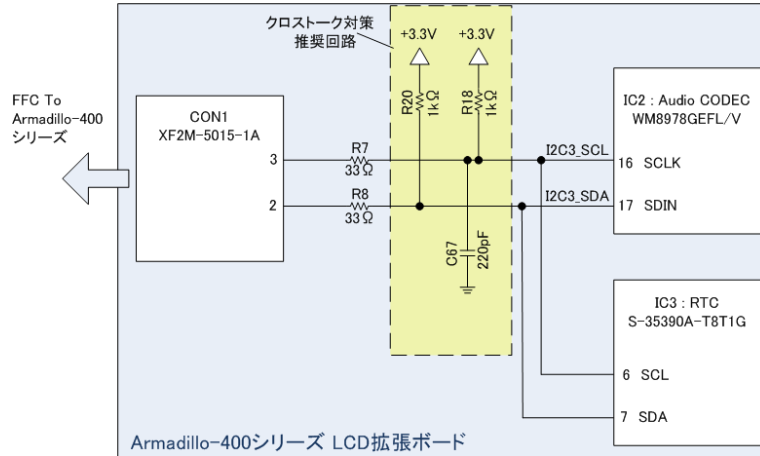 クロストーク対策
推奨回路
+3.3V
+3.3V
R20
1kΩ
R18
1kΩ
FFC To
Armadillo-400
シリーズ
CON1
XF2M-5015-1A
3
R7
33Ω
2
R8
33Ω
C67
220pF
I2C3_SCL
I2C3_SDA
IC2 : Audio CODEC
WM8978GEFL/V
16 SCLK
17 SDIN
IC3 : RTC
S-35390A-T8T1G
6 SCL
7 SDA
Armadillo-400シリーズ LCD拡張ボード